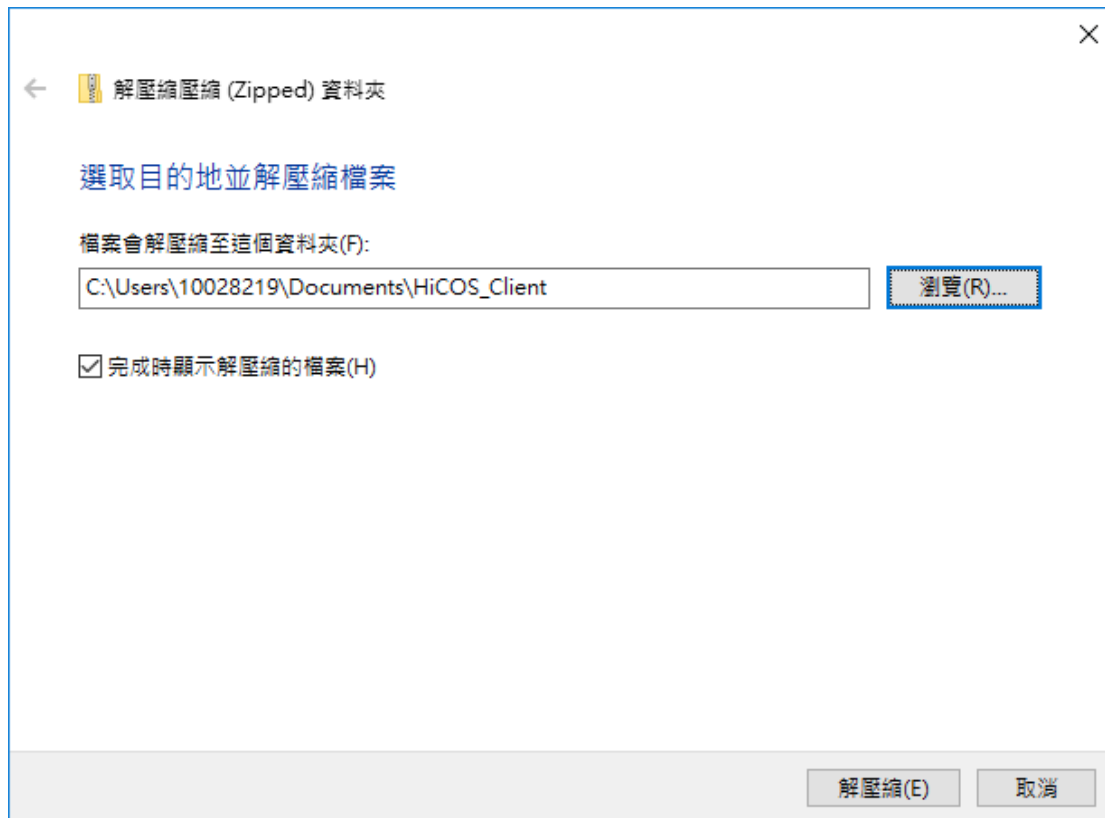 解壓縮壓縮 (Zipped) 資料夾
選取目的地並解壓縮檔案
檔案會解壓縮至這個資料夾(F):
C:\Users\10028219\Documents\HiCOS_Client
瀏覽(R)...
完成時顯示解壓縮的檔案(H)
解壓縮(E) 取消